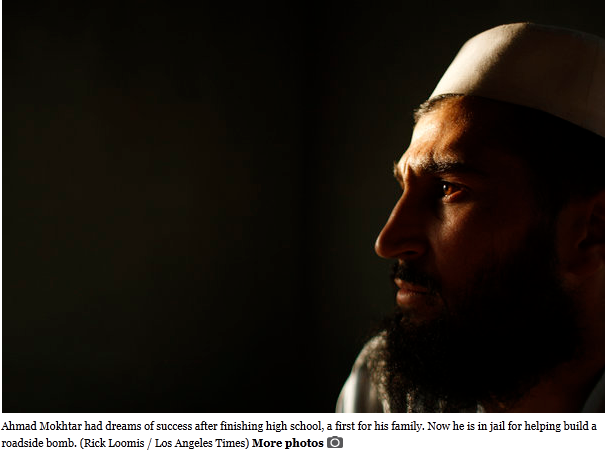 Ahmad Mokhtar had dreams of success after finishing high school, a first for his family. Now he is in jail for helping build a
roadside bomb. (Rick Loomis / Los Angeles Times) More photos